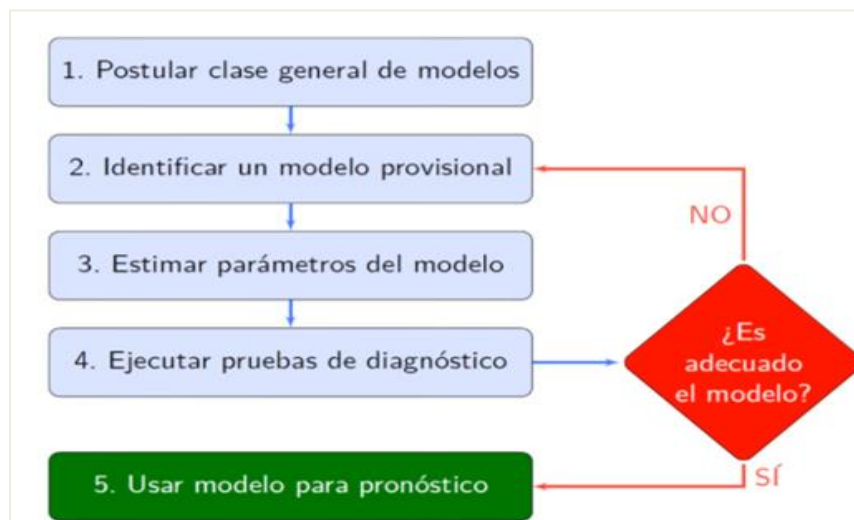 1. Postular clase general de modelos
2. Identificar un modelo provisional
NO
3. Estimar parámetros del modelo
4. Ejecutar pruebas de diagnóstico
¿Es
adecuado
el modelo?
5. Usar modelo para pronóstico
SÍ